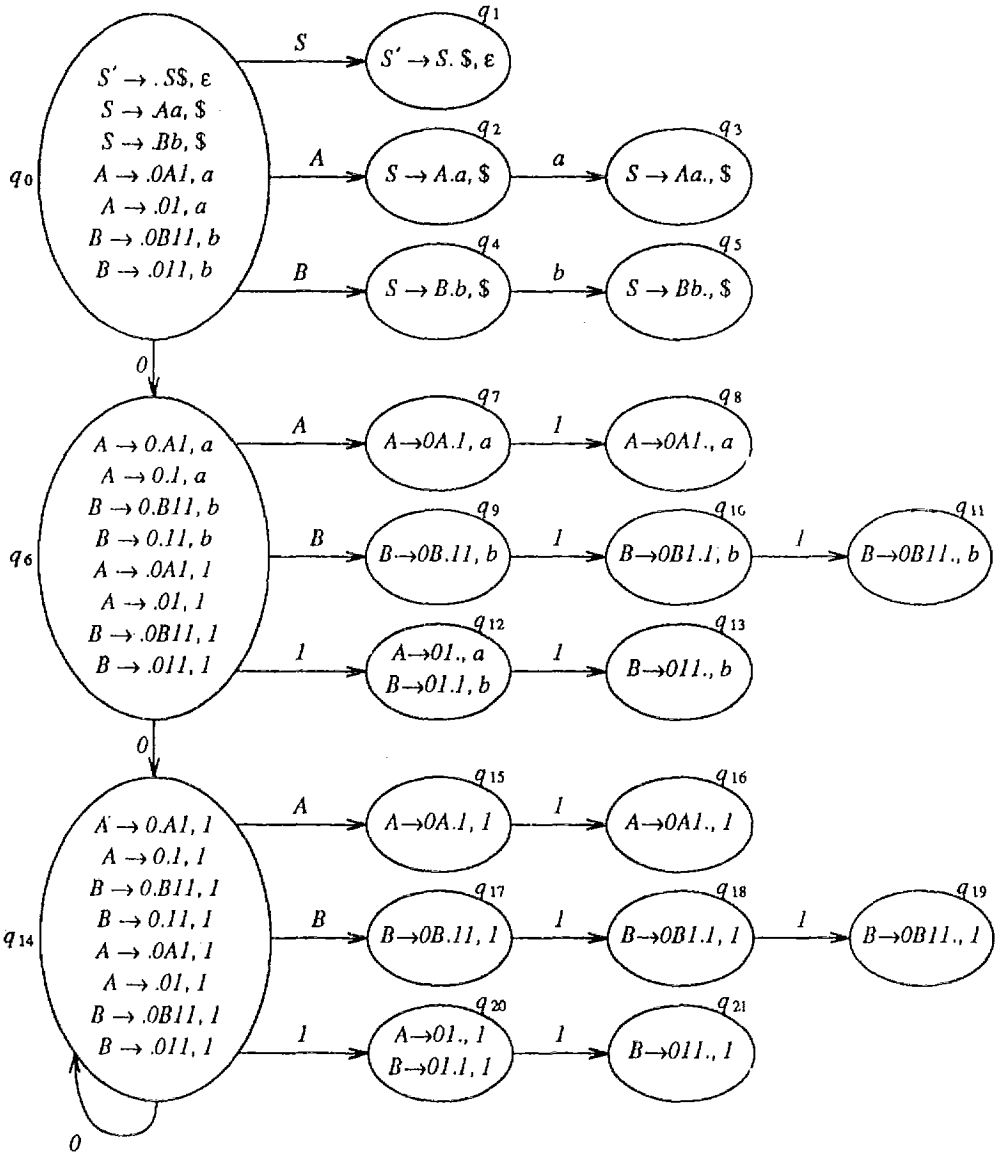 q1
S
S′ → S. $, ε
S′ → . S$, ε
S → .Aa, $
S → .Bb, $
A → .0A1, a
A → .01, a
B → .0B11, b
B → .011, b
q0
q2
A
S → A.a, $
q3
a
S → Aa., $
q4
B
S → B.b, $
q5
b
S → Bb., $
0
A → 0.A1, a
A → 0.1, a
B → 0.B11, b
B → 0.11, b
A → .0A1, 1
A → .01, 1
B → .0B11, 1
B → .011, 1
q6
q7
A
A→0A.1, a
q8
1
A→0A1., a
q9
B
B→0B.11, b
q10
1
B→0B1.1, b
q11
1
B→0B11., b
q12
1
A→01., a
B→01.1, b
q13
1
B→011., b
0
A → 0.A1, 1
A → 0.1, 1
B → 0.B11, 1
B → 0.11, 1
A → .0A1, 1
A → .01, 1
B → .0B11, 1
B → .011, 1
q14
q15
A
A→0A.1, 1
q16
1
A→0A1., 1
q17
B
B→0B.11, 1
q18
1
B→0B1.1, 1
q19
1
B→0B11., 1
q20
1
A→01., 1
B→01.1, 1
q21
1
B→011., 1
0